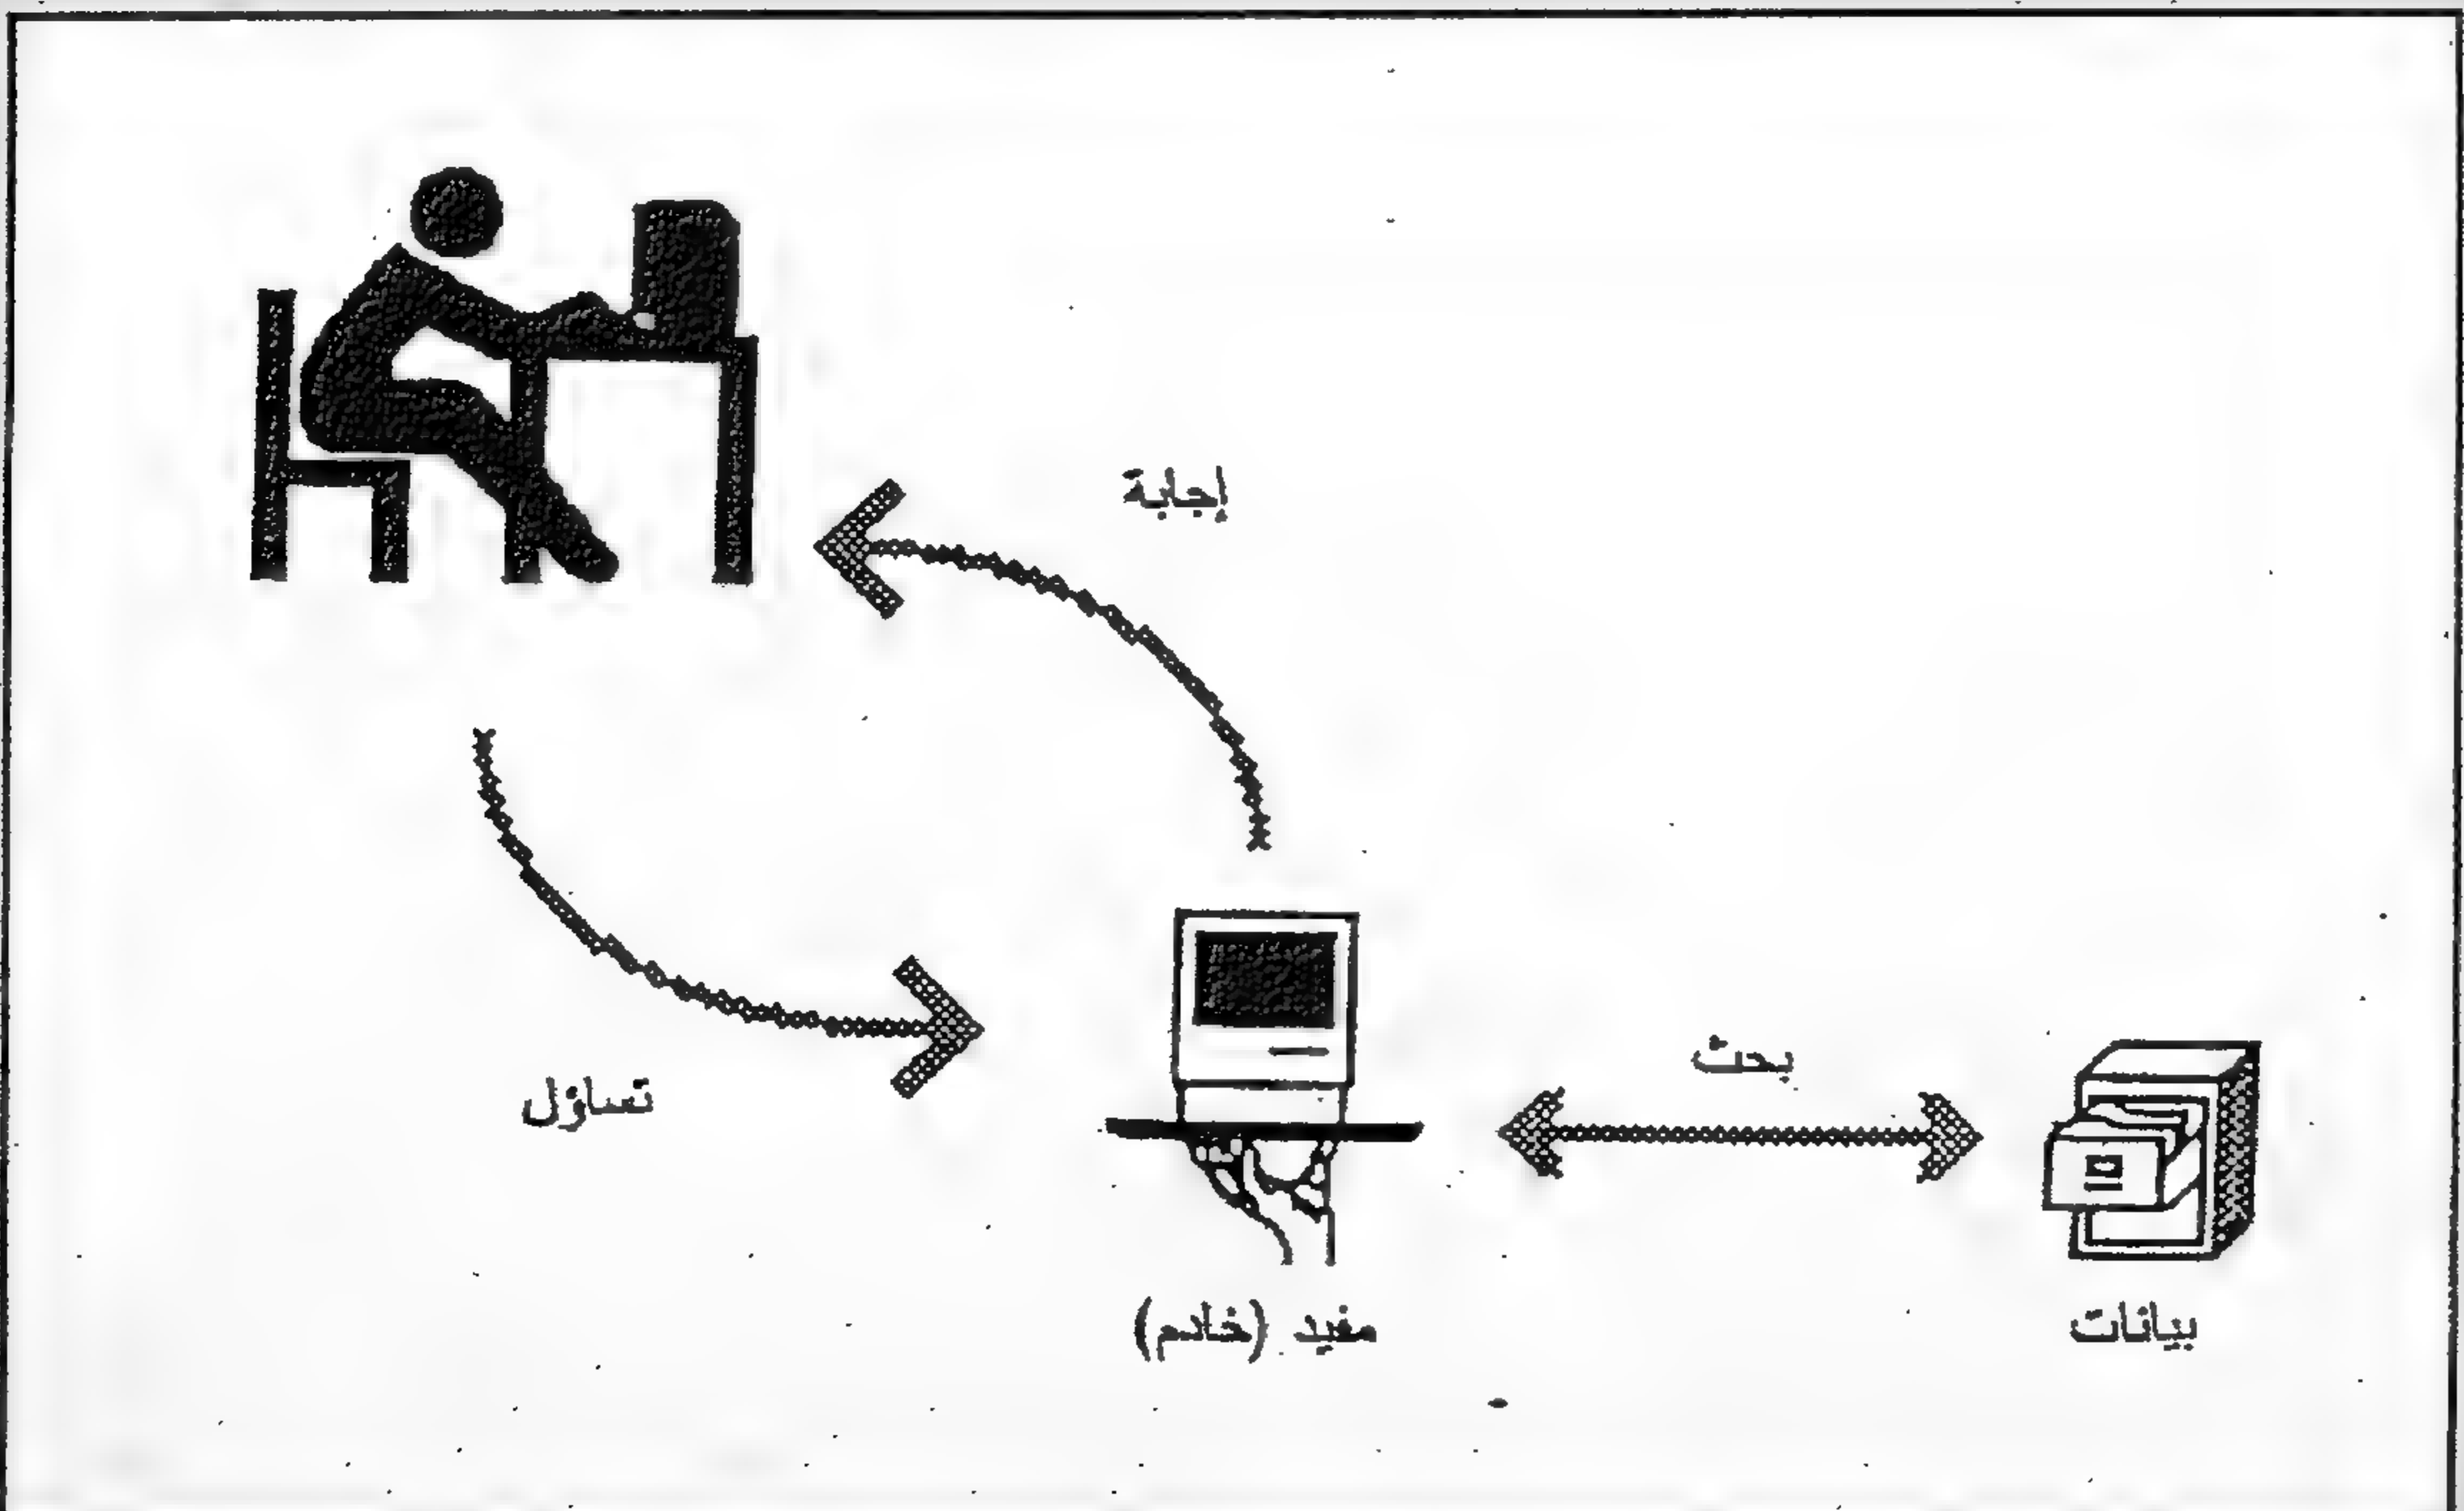 إجابة
بحث
تساؤل
مفيد (خادم)
بيانات